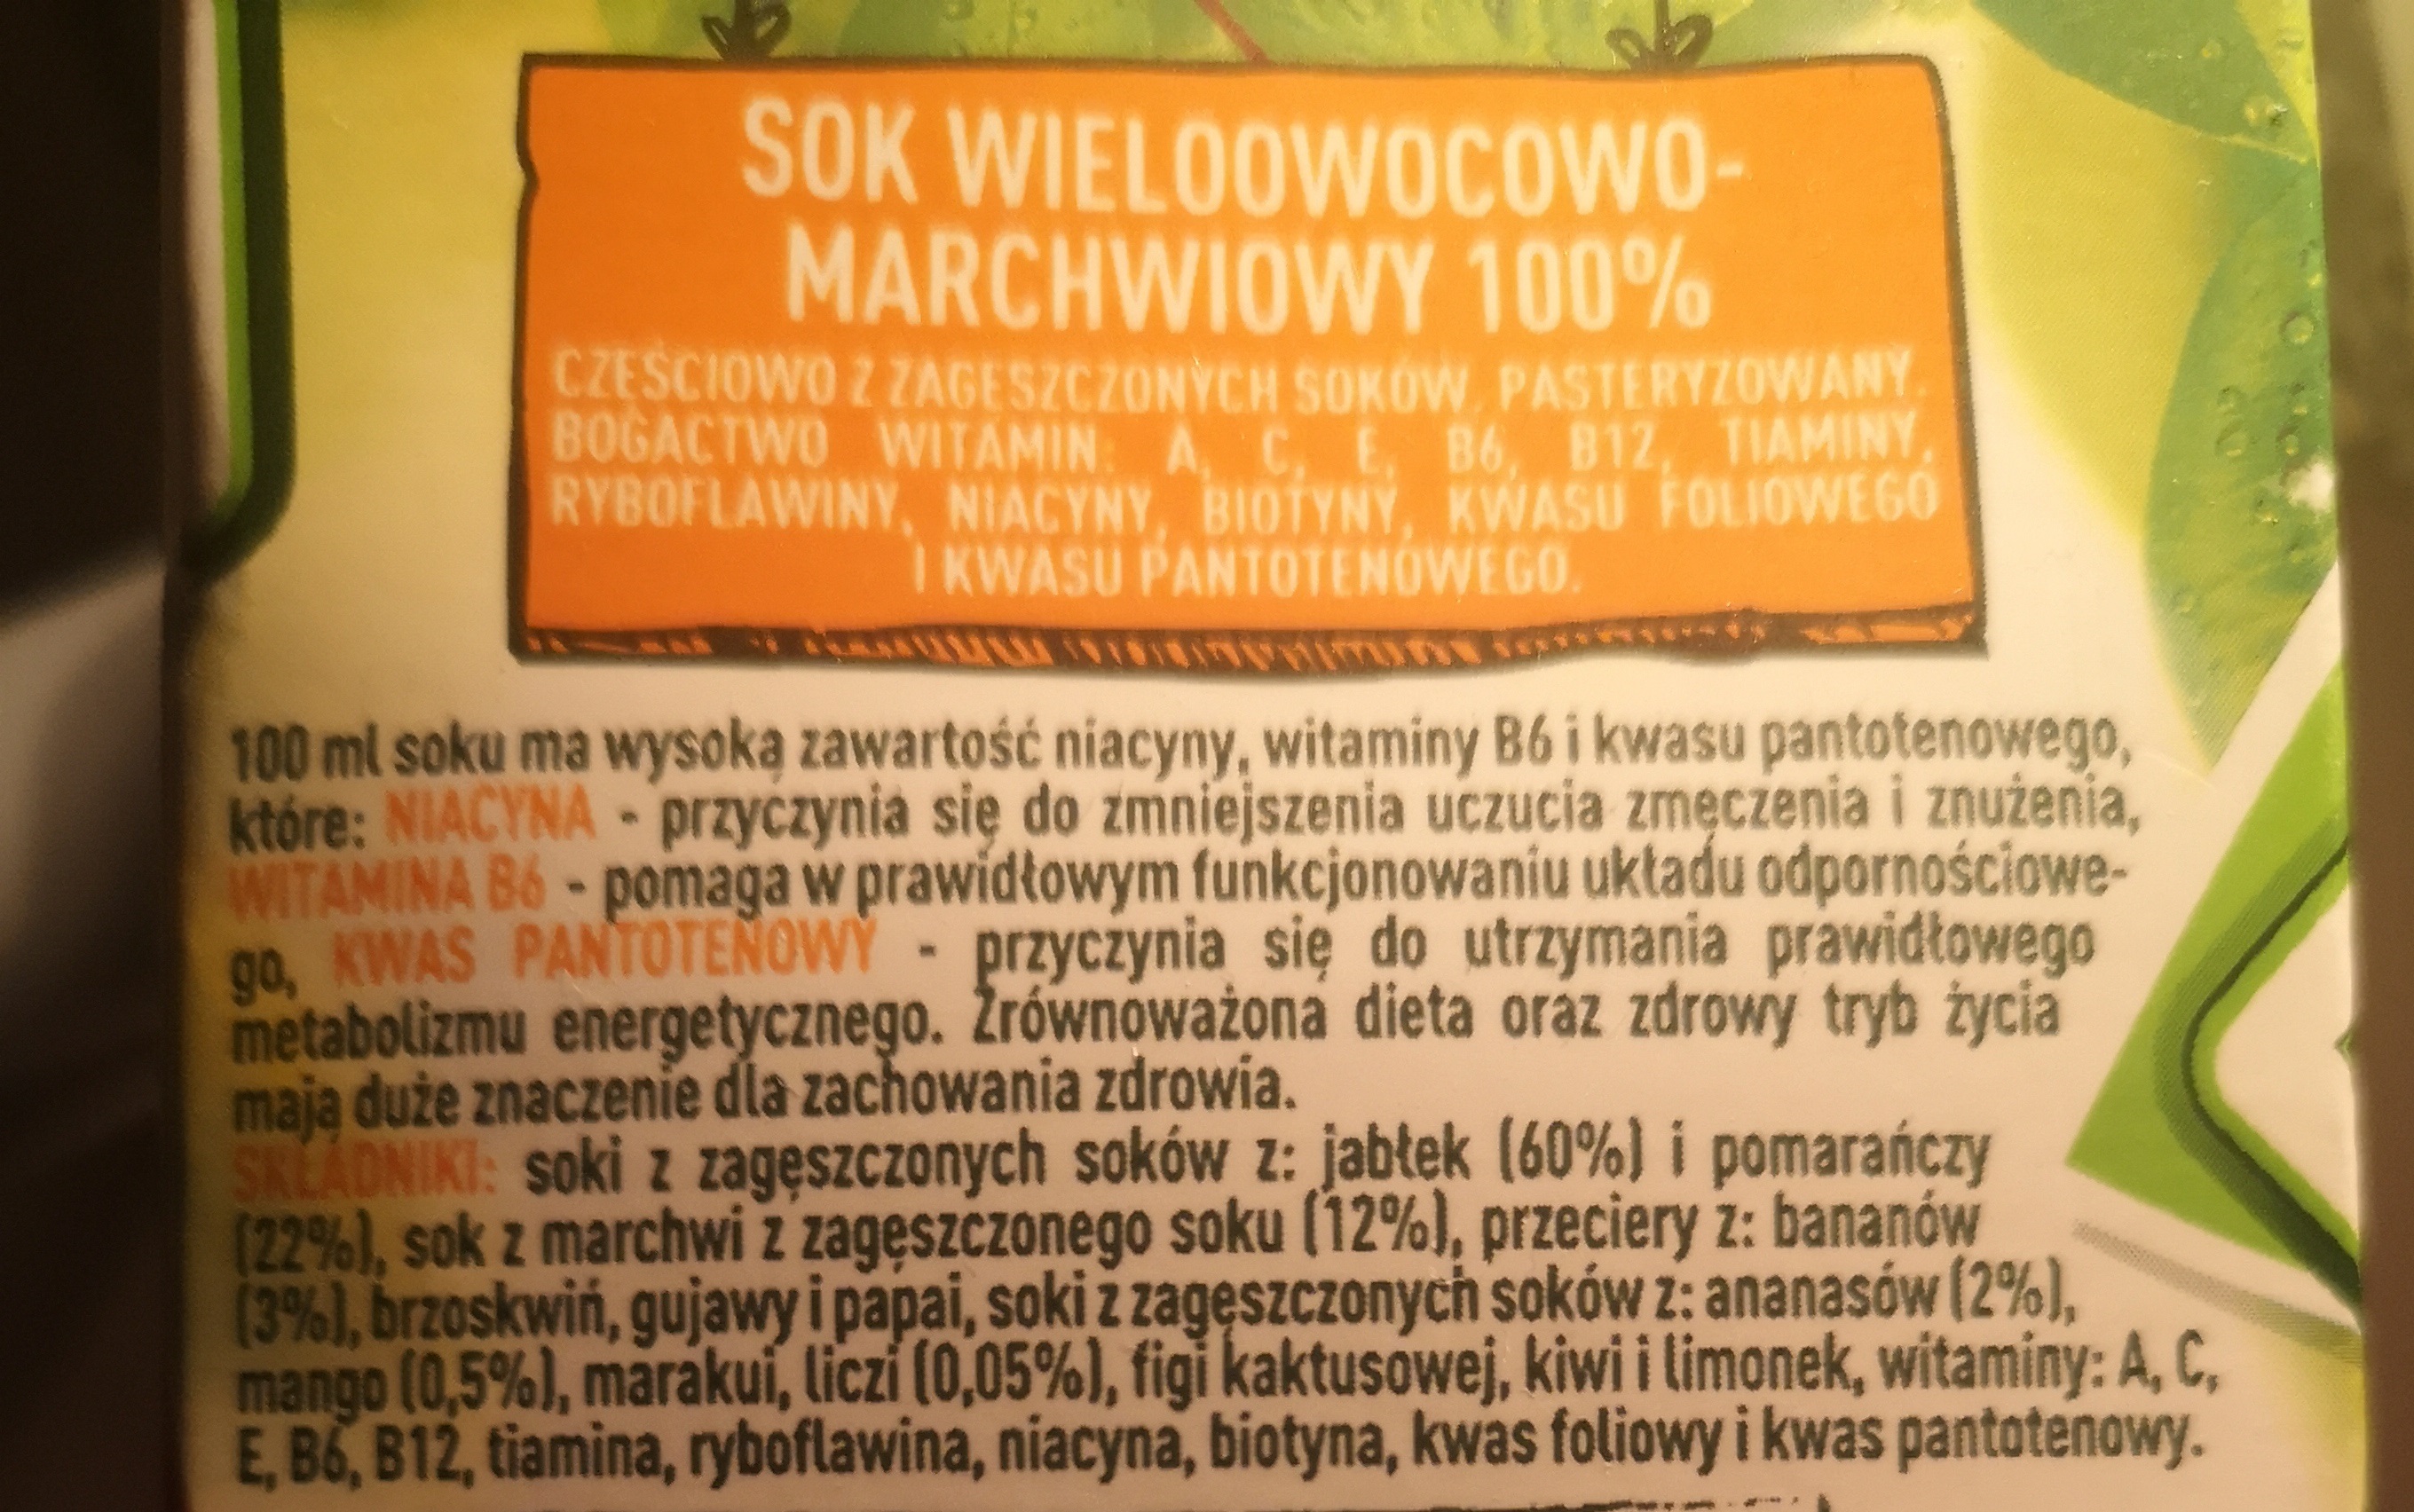 SOK WIELOOWOCOWO-
MARCHWIOWY 100%
CZĘŚCIOWO Z ZAGĘSZCZONYCH SOKÓW. PASTERYZOWANY.
BOGACTWO WITAMIN: A, C, E, B6, B12, TIAMINY,
RYBOFLAWINY, NIACYNY, BIOTYNY, KWASU FOLIOWEGO
I KWASU PANTOTENOWEGO.
100 ml soku ma wysoką zawartość niacyny, witaminy B6 i kwasu pantotenowego,
które: NIACYNA - przyczynia się do zmniejszenia uczucia zmęczenia i znużenia,
WITAMINA B6 - pomaga w prawidłowym funkcjonowaniu układu odpornościowe-
go, KWAS PANTOTENOWY - przyczynia się do utrzymania prawidłowego
metabolizmu energetycznego. Zrównoważona dieta oraz zdrowy tryb życia
mają duże znaczenie dla zachowania zdrowia.
SKŁADNIKI: soki z zagęszczonych soków z: jabłek (60%) i pomarańczy
(22%), sok z marchwi z zagęszczonego soku (12%), przeciery z: bananów
(3%), brzoskwiń, gujawy i papai, soki z zagęszczonych soków z: ananasów (2%),
mango (0,5%), marakui, liczi (0,05%), figi kaktusowej, kiwi i limonek, witaminy: A, C,
E, B6, B12, tiamina, ryboflawina, niacyna, biotyna, kwas foliowy i kwas pantotenowy.